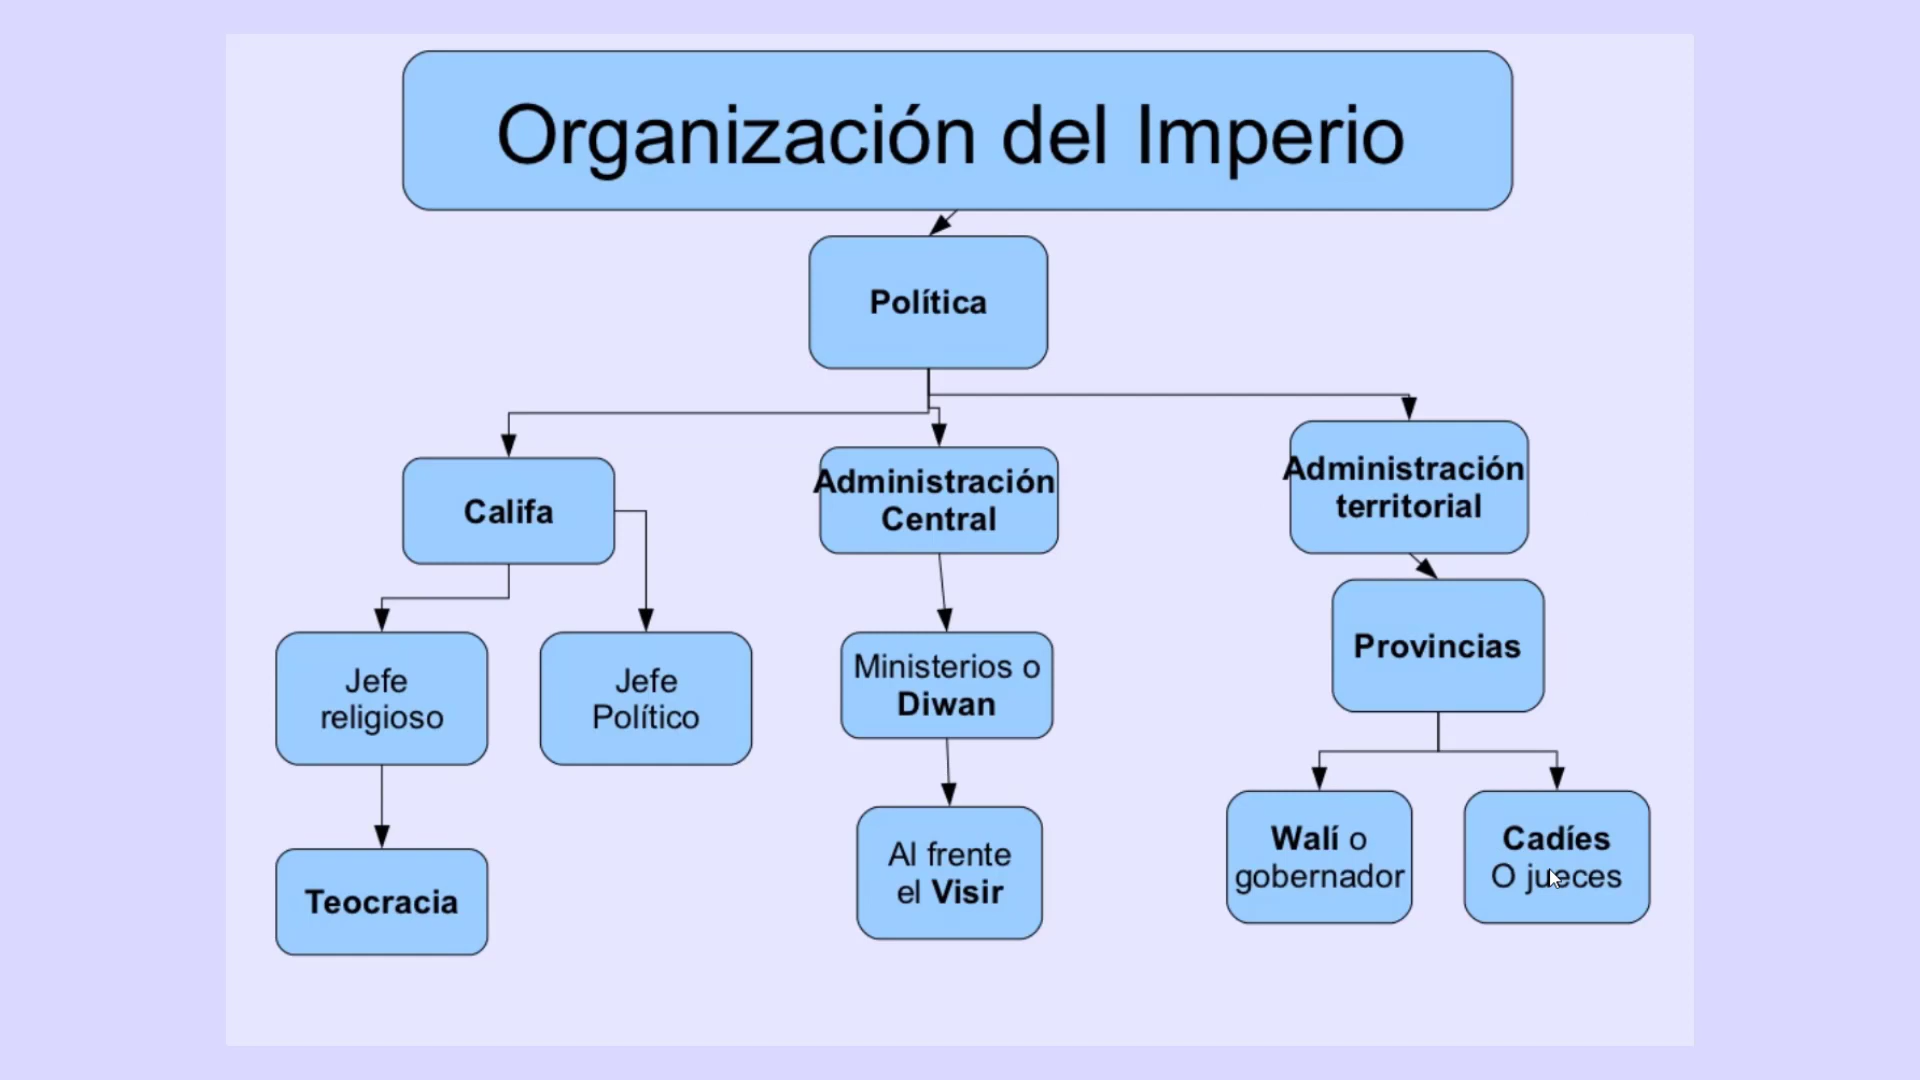 Organización del Imperio
Política
Califa
Administración
Central
Administración
territorial
Jefe
religioso
Jefe
Político
Ministerios o
Diwan
Provincias
Teocracia
Al frente
el Visir
Walí o
gobernador
Cadíes
O jueces